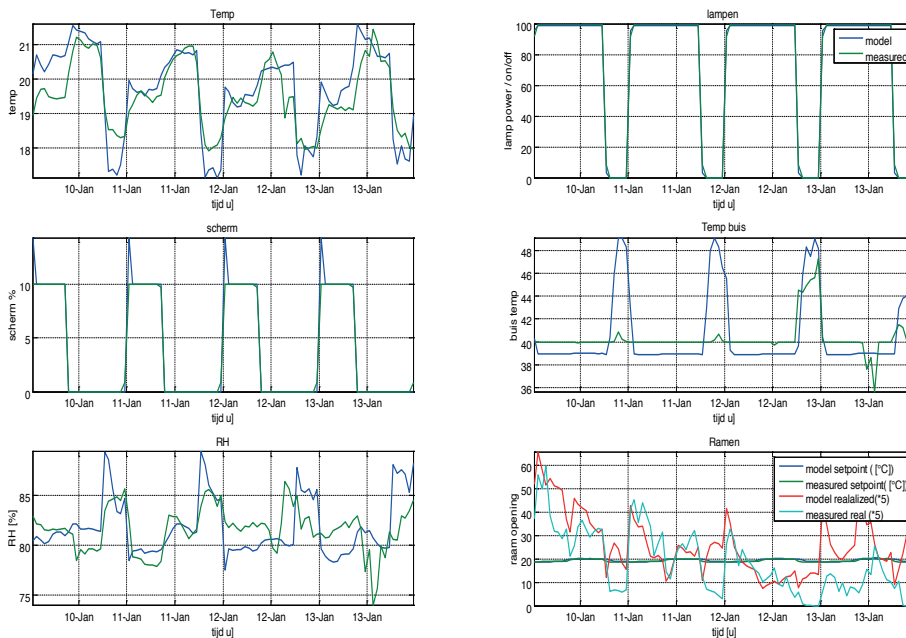 Temp
temp
21
20
19
18
10-Jan 11-Jan 11-Jan 12-Jan 12-Jan 13-Jan 13-Jan
tijd u]
lampen
lamp power / on/off
100
80
60
40
20
0
model
measured
10-Jan 11-Jan 11-Jan 12-Jan 12-Jan 13-Jan 13-Jan
tijd u]
scherm
scherm %
10
5
0
10-Jan 11-Jan 11-Jan 12-Jan 12-Jan 13-Jan 13-Jan
tijd u]
Temp buis
buis temp
48
46
44
42
40
38
36
10-Jan 11-Jan 11-Jan 12-Jan 12-Jan 13-Jan 13-Jan
tijd u]
RH
RH [%]
85
80
75
10-Jan 11-Jan 11-Jan 12-Jan 12-Jan 13-Jan 13-Jan
tijd u]
Ramen
raam opening
60
50
40
30
20
10
0
model setpoint ( [°C])
measured setpoint( [°C])
model realalized(*5)
measured real (*5)
10-Jan 11-Jan 11-Jan 12-Jan 12-Jan 13-Jan 13-Jan
tijd [u]